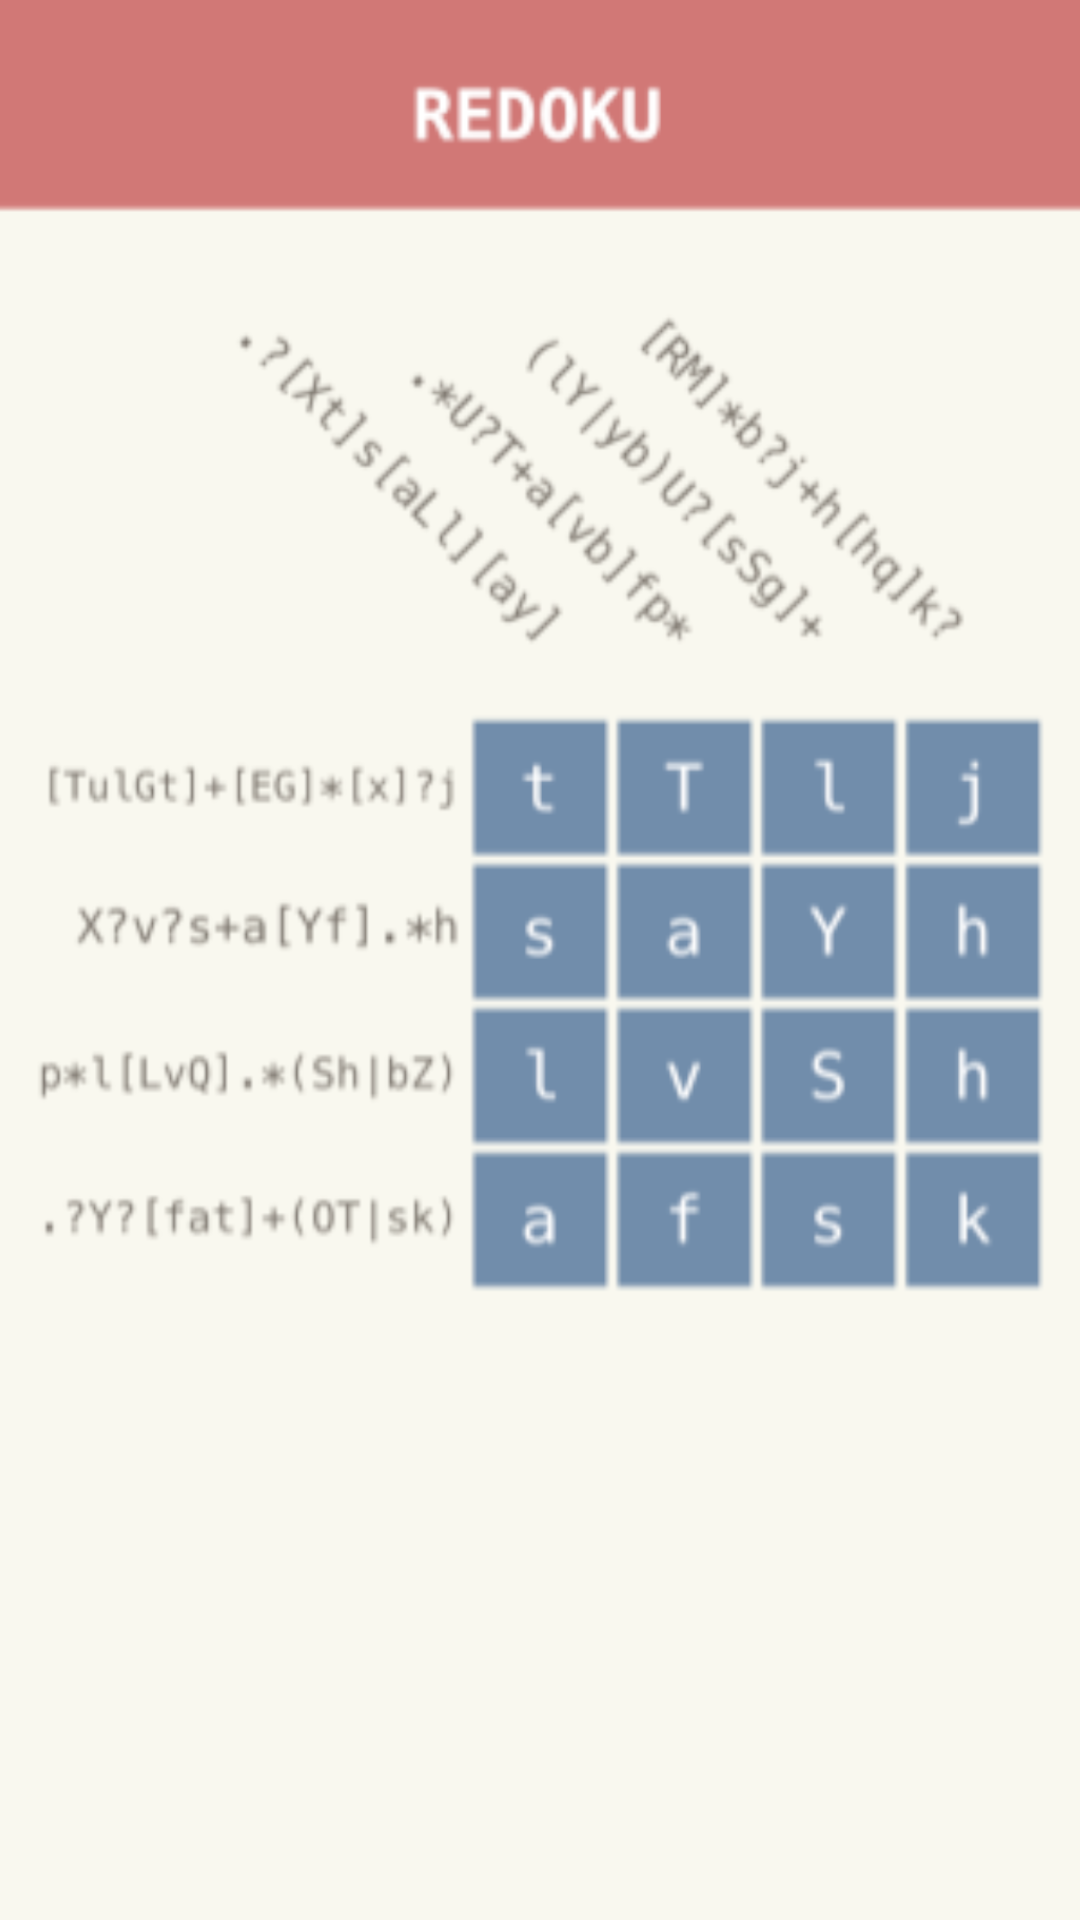 REDOKU
.?[Xt]s[aLl][ay]
.*U?T+a[vb]fp*
(lY|yb)U?[sSg]+
[RM]*b?j+h[hq]k?
[TulGt]+[EG]*[x]?j t T l j
X?v?s+a[Yf].*h s a Y h
p*l[LvQ].*(Sh|bZ) l v S h
.?Y?[fat]+(OT|sk) a f s k